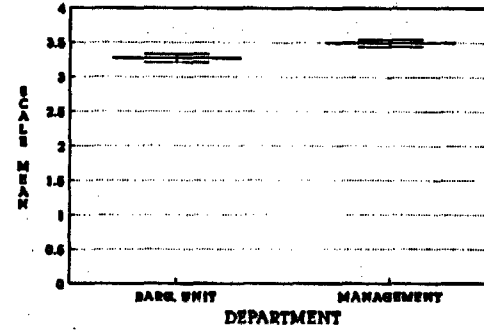 4
3.5
3
2.5
2
1.5
1
0.5
0
SCALE MEAN
BARG. UNIT
MANAGEMENT
DEPARTMENT